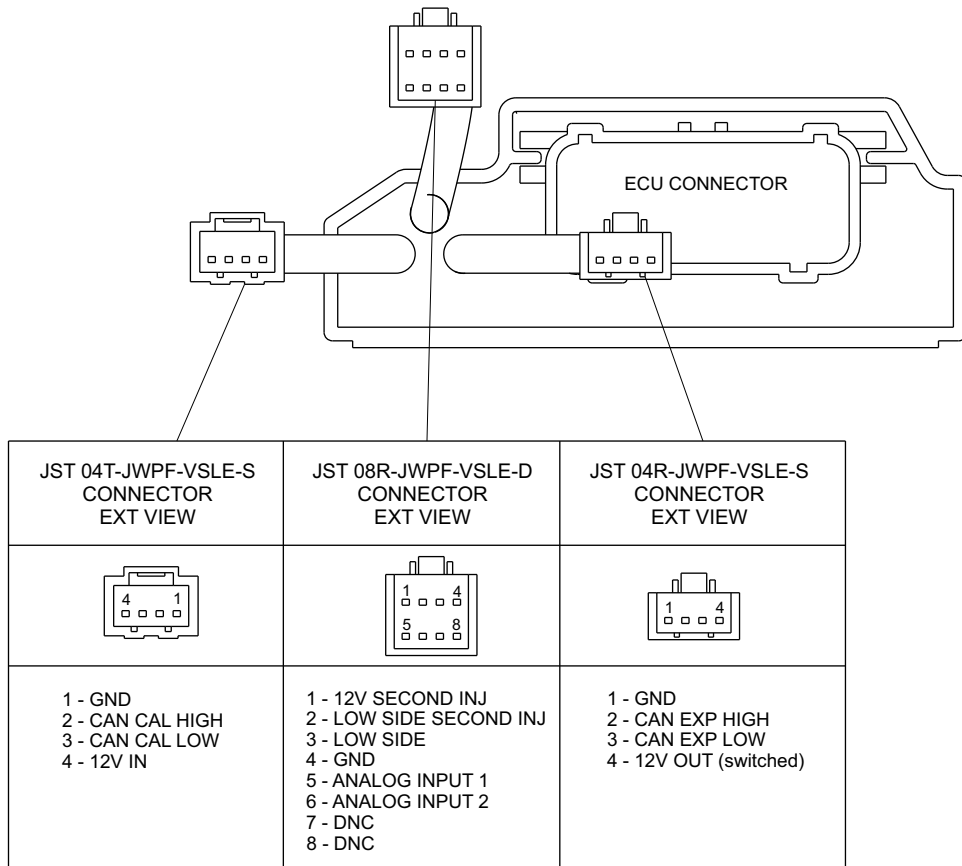 ECU CONNECTOR
JST 04T-JWPF-VSLE-S
CONNECTOR
EXT VIEW
JST 08R-JWPF-VSLE-D
CONNECTOR
EXT VIEW
JST 04R-JWPF-VSLE-S
CONNECTOR
EXT VIEW
4 1
1 4
5 8
1 4
1 - GND
2 - CAN CAL HIGH
3 - CAN CAL LOW
4 - 12V IN
1 - 12V SECOND INJ
2 - LOW SIDE SECOND INJ
3 - LOW SIDE
4 - GND
5 - ANALOG INPUT 1
6 - ANALOG INPUT 2
7 - DNC
8 - DNC
1 - GND
2 - CAN EXP HIGH
3 - CAN EXP LOW
4 - 12V OUT (switched)